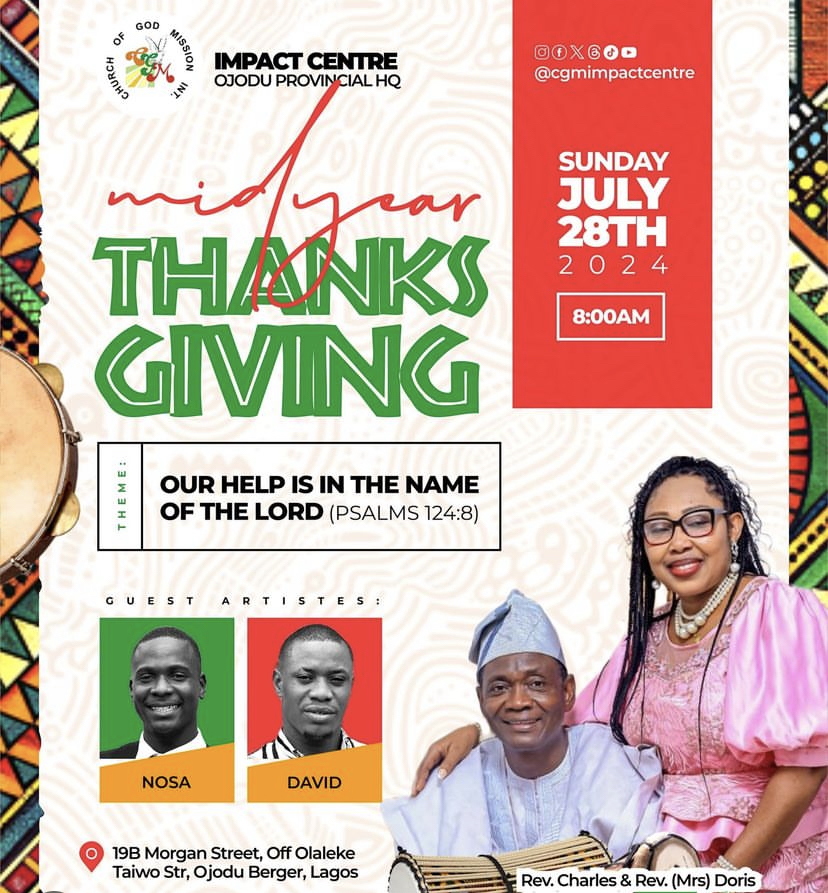 CHURCH OF GOD MISSION INT.
CGM
IMPACT CENTRE
OJODU PROVINCIAL HQ
@cgmimpactcentre
midyear
THANKS
GIVING
SUNDAY
JULY
28TH
2024
8:00AM
THEME:
OUR HELP IS IN THE NAME
OF THE LORD (PSALMS 124:8)
GUEST ARTISTES:
NOSA
DAVID
19B Morgan Street, Off Olaleke
Taiwo Str, Ojodu Berger, Lagos
Rev. Charles & Rev. (Mrs) Doris